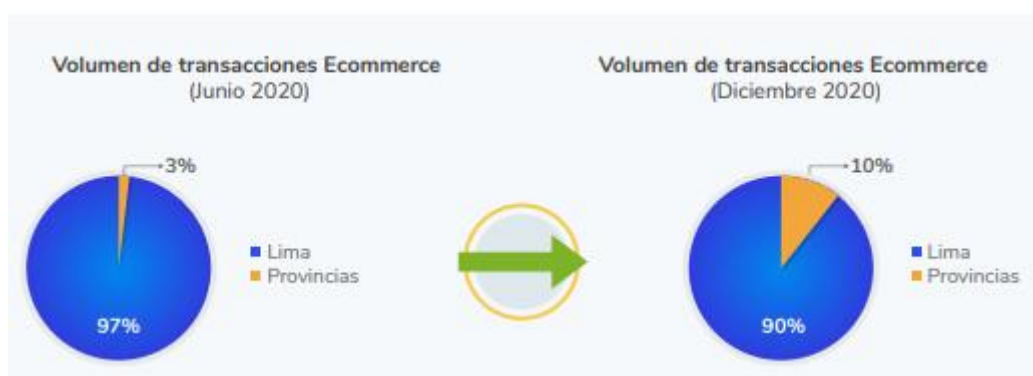 Volumen de transacciones Ecommerce
(Junio 2020)
3%
97%
Lima
Provincias
Volumen de transacciones Ecommerce
(Diciembre 2020)
10%
90%
Lima
Provincias